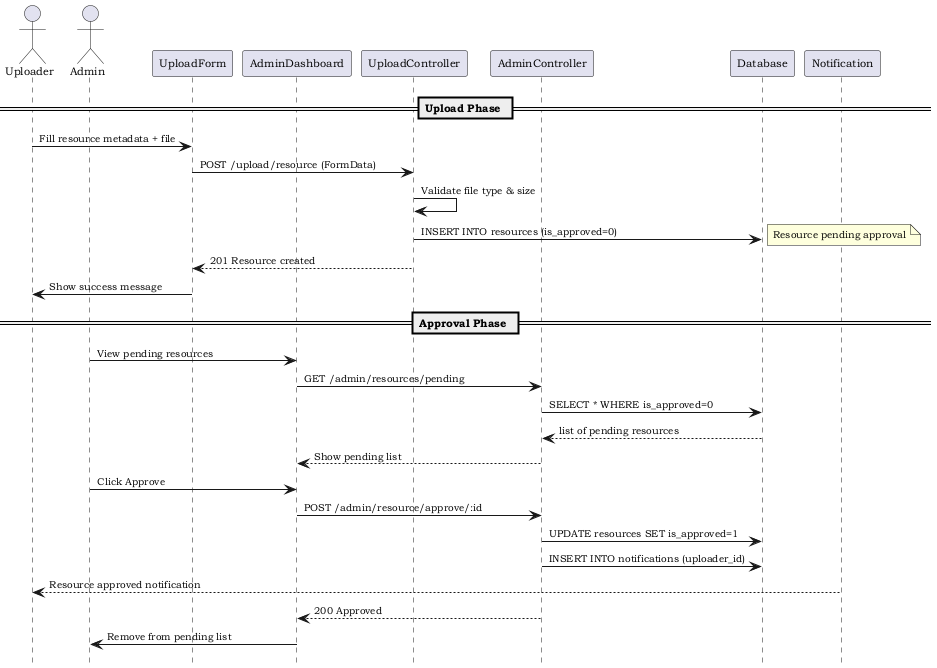 Uploader
Admin
UploadForm
AdminDashboard
UploadController
AdminController
Database
Notification
Upload Phase
Fill resource metadata + file
POST /upload/resource (FormData)
Validate file type & size
INSERT INTO resources (is_approved=0)
Resource pending approval
201 Resource created
Show success message
Approval Phase
View pending resources
GET /admin/resources/pending
SELECT * WHERE is_approved=0
list of pending resources
Show pending list
Click Approve
POST /admin/resource/approve/:id
UPDATE resources SET is_approved=1
INSERT INTO notifications (uploader_id)
Resource approved notification
200 Approved
Remove from pending list